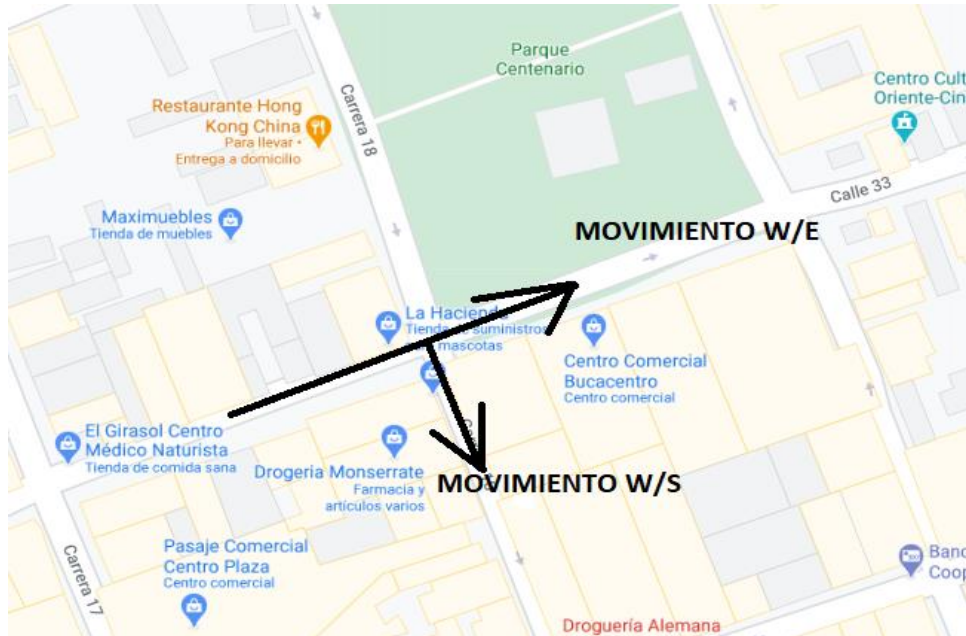 Parque
Centenario
Centro Cult
Oriente-Cin
Restaurante Hong
Kong China
Para llevar •
Entrega a domicilio
Carrera 18
Calle 33
Maximuebles
Tienda de muebles
MOVIMIENTO W/E
La Hacienda
Tienda de suministros
mascotas
Centro Comercial
Bucacentro
Centro comercial
El Girasol Centro
Médico Naturista
Tienda de comida sana
Drogeria Monserrate
Farmacia y
artículos varios
MOVIMIENTO W/S
Carrera 17
Pasaje Comercial
Centro Plaza
Centro comercial
Banc
Coop
Droguería Alemana